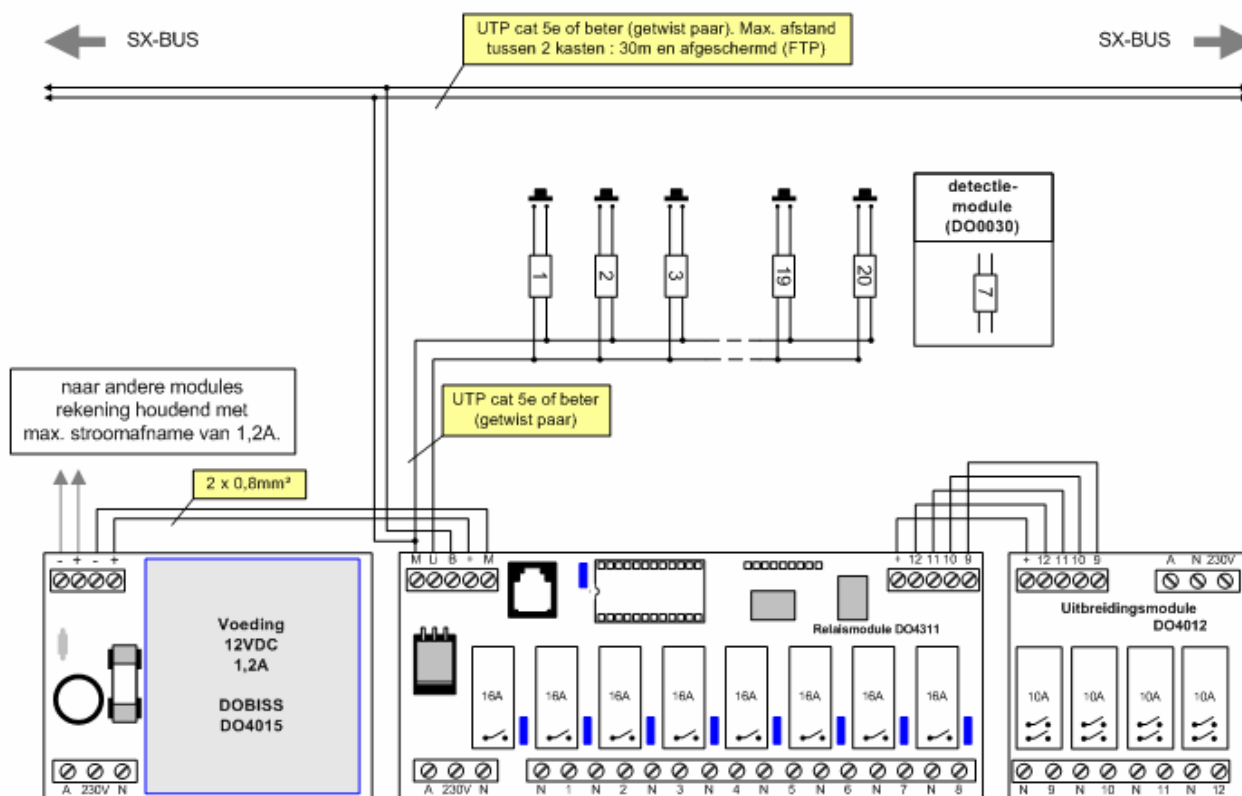 SX-BUS
UTP cat 5e of beter (getwist paar). Max. afstand
tussen 2 kasten : 30m en afgeschermd (FTP)
SX-BUS
detectie-
module
(DO0030)
7
1 2 3 19 20
naar andere modules
rekening houdend met
max. stroomafname van 1,2A.
UTP cat 5e of beter
(getwist paar)
2 x 0,8mm²
- + - +
M Li B + M
+ 12 11 10 9
+ 12 11 10 9
A N 230V
Voeding
12VDC
1,2A
DOBISS
DO4015
Relaismodule DO4311
Uitbreidingsmodule
DO4012
16A 16A 16A 16A 16A 16A 16A 16A
10A 10A 10A 10A
A 230V N
A 230V N
N 1 N 2 N 3 N 4 N 5 N 6 N 7 N 8
N 9 N 10 N 11 N 12